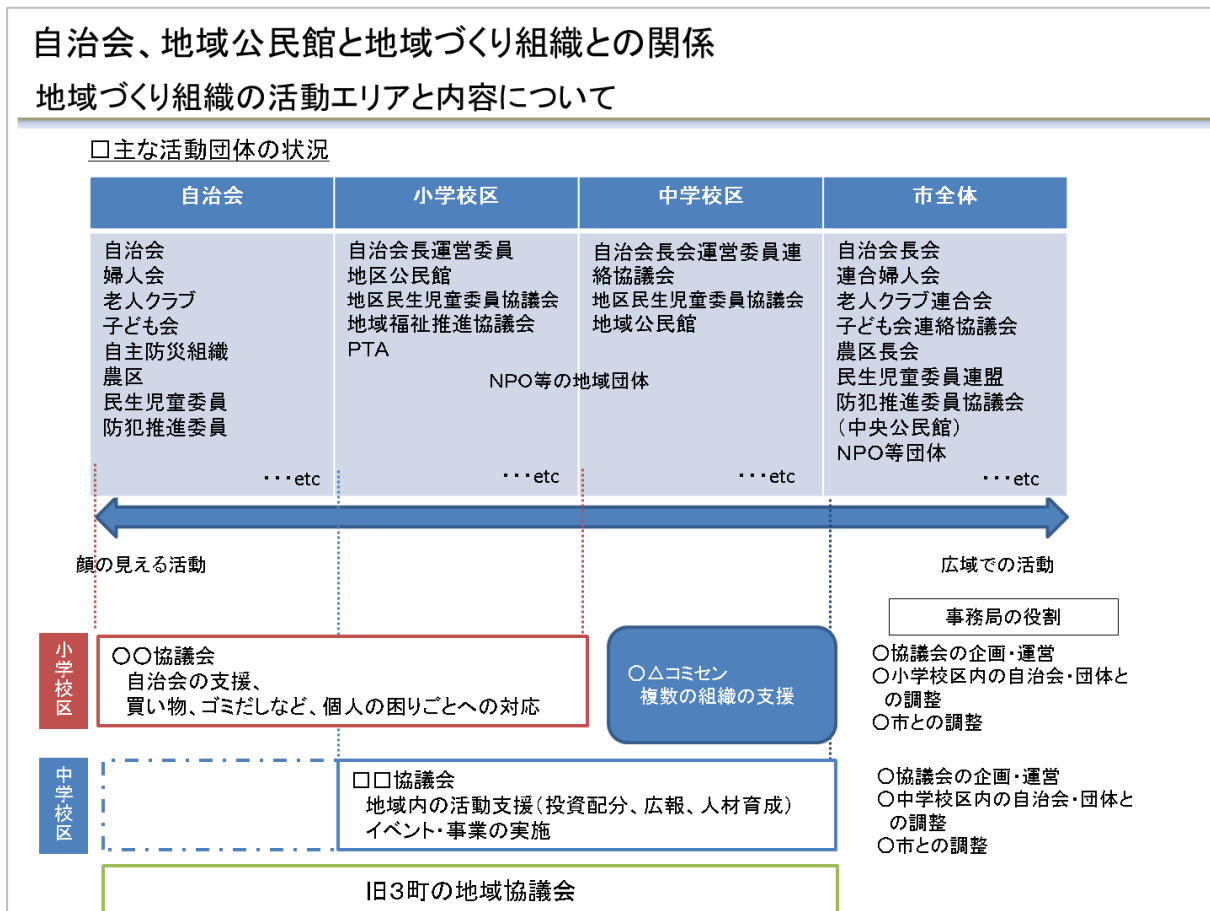 自治会、地域公民館と地域づくり組織との関係
地域づくり組織の活動エリアと内容について
□主な活動団体の状況
自治会
小学校区
中学校区
市全体
自治会
婦人会
老人クラブ
子ども会
自主防災組織
農区
民生児童委員
防犯推進委員
・・・etc
自治会長運営委員
地区公民館
地区民生児童委員協議会
地域福祉推進協議会
PTA
・・・etc
自治会長会運営委員連
絡協議会
地区民生児童委員協議会
地域公民館
・・・etc
NPO等の地域団体
自治会長会
連合婦人会
老人クラブ連合会
子ども会連絡協議会
農区長会
民生児童委員連盟
防犯推進委員協議会
(中央公民館)
NPO等団体
・・・etc
顔の見える活動
広域での活動
事務局の役割
小学校区
〇〇協議会
自治会の支援、
買い物、ゴミだしなど、個人の困りごとへの対応
〇△コミセン
複数の組織の支援
〇協議会の企画・運営
〇小学校区内の自治会・団体と
の調整
〇市との調整
中学校区
□□協議会
地域内の活動支援(投資配分、広報、人材育成)
イベント・事業の実施
〇協議会の企画・運営
〇中学校区内の自治会・団体と
の調整
〇市との調整
旧3町の地域協議会